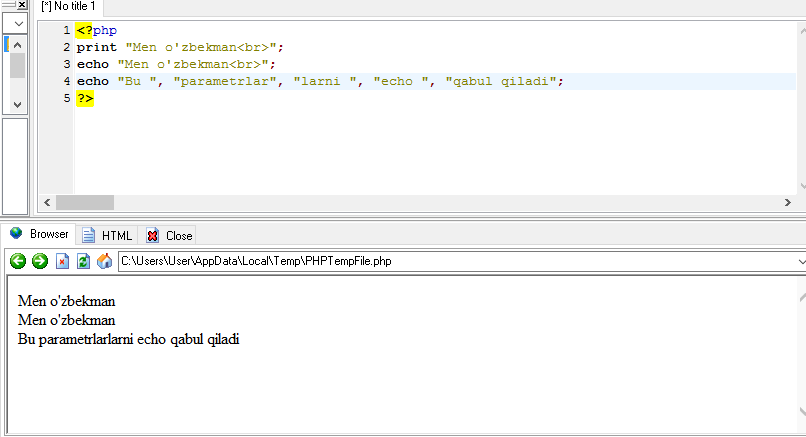 [*] No title 1
1 <?php
2 print "Men o'zbekman<br>";
3 echo "Men o'zbekman<br>";
4 echo "Bu ", "parametrlar", "larni ", "echo ", "qabul qiladi";
5 ?>
Browser HTML Close
C:\Users\User\AppData\Local\Temp\PHPTempFile.php
Men o'zbekman
Men o'zbekman
Bu parametrlarlarni echo qabul qiladi